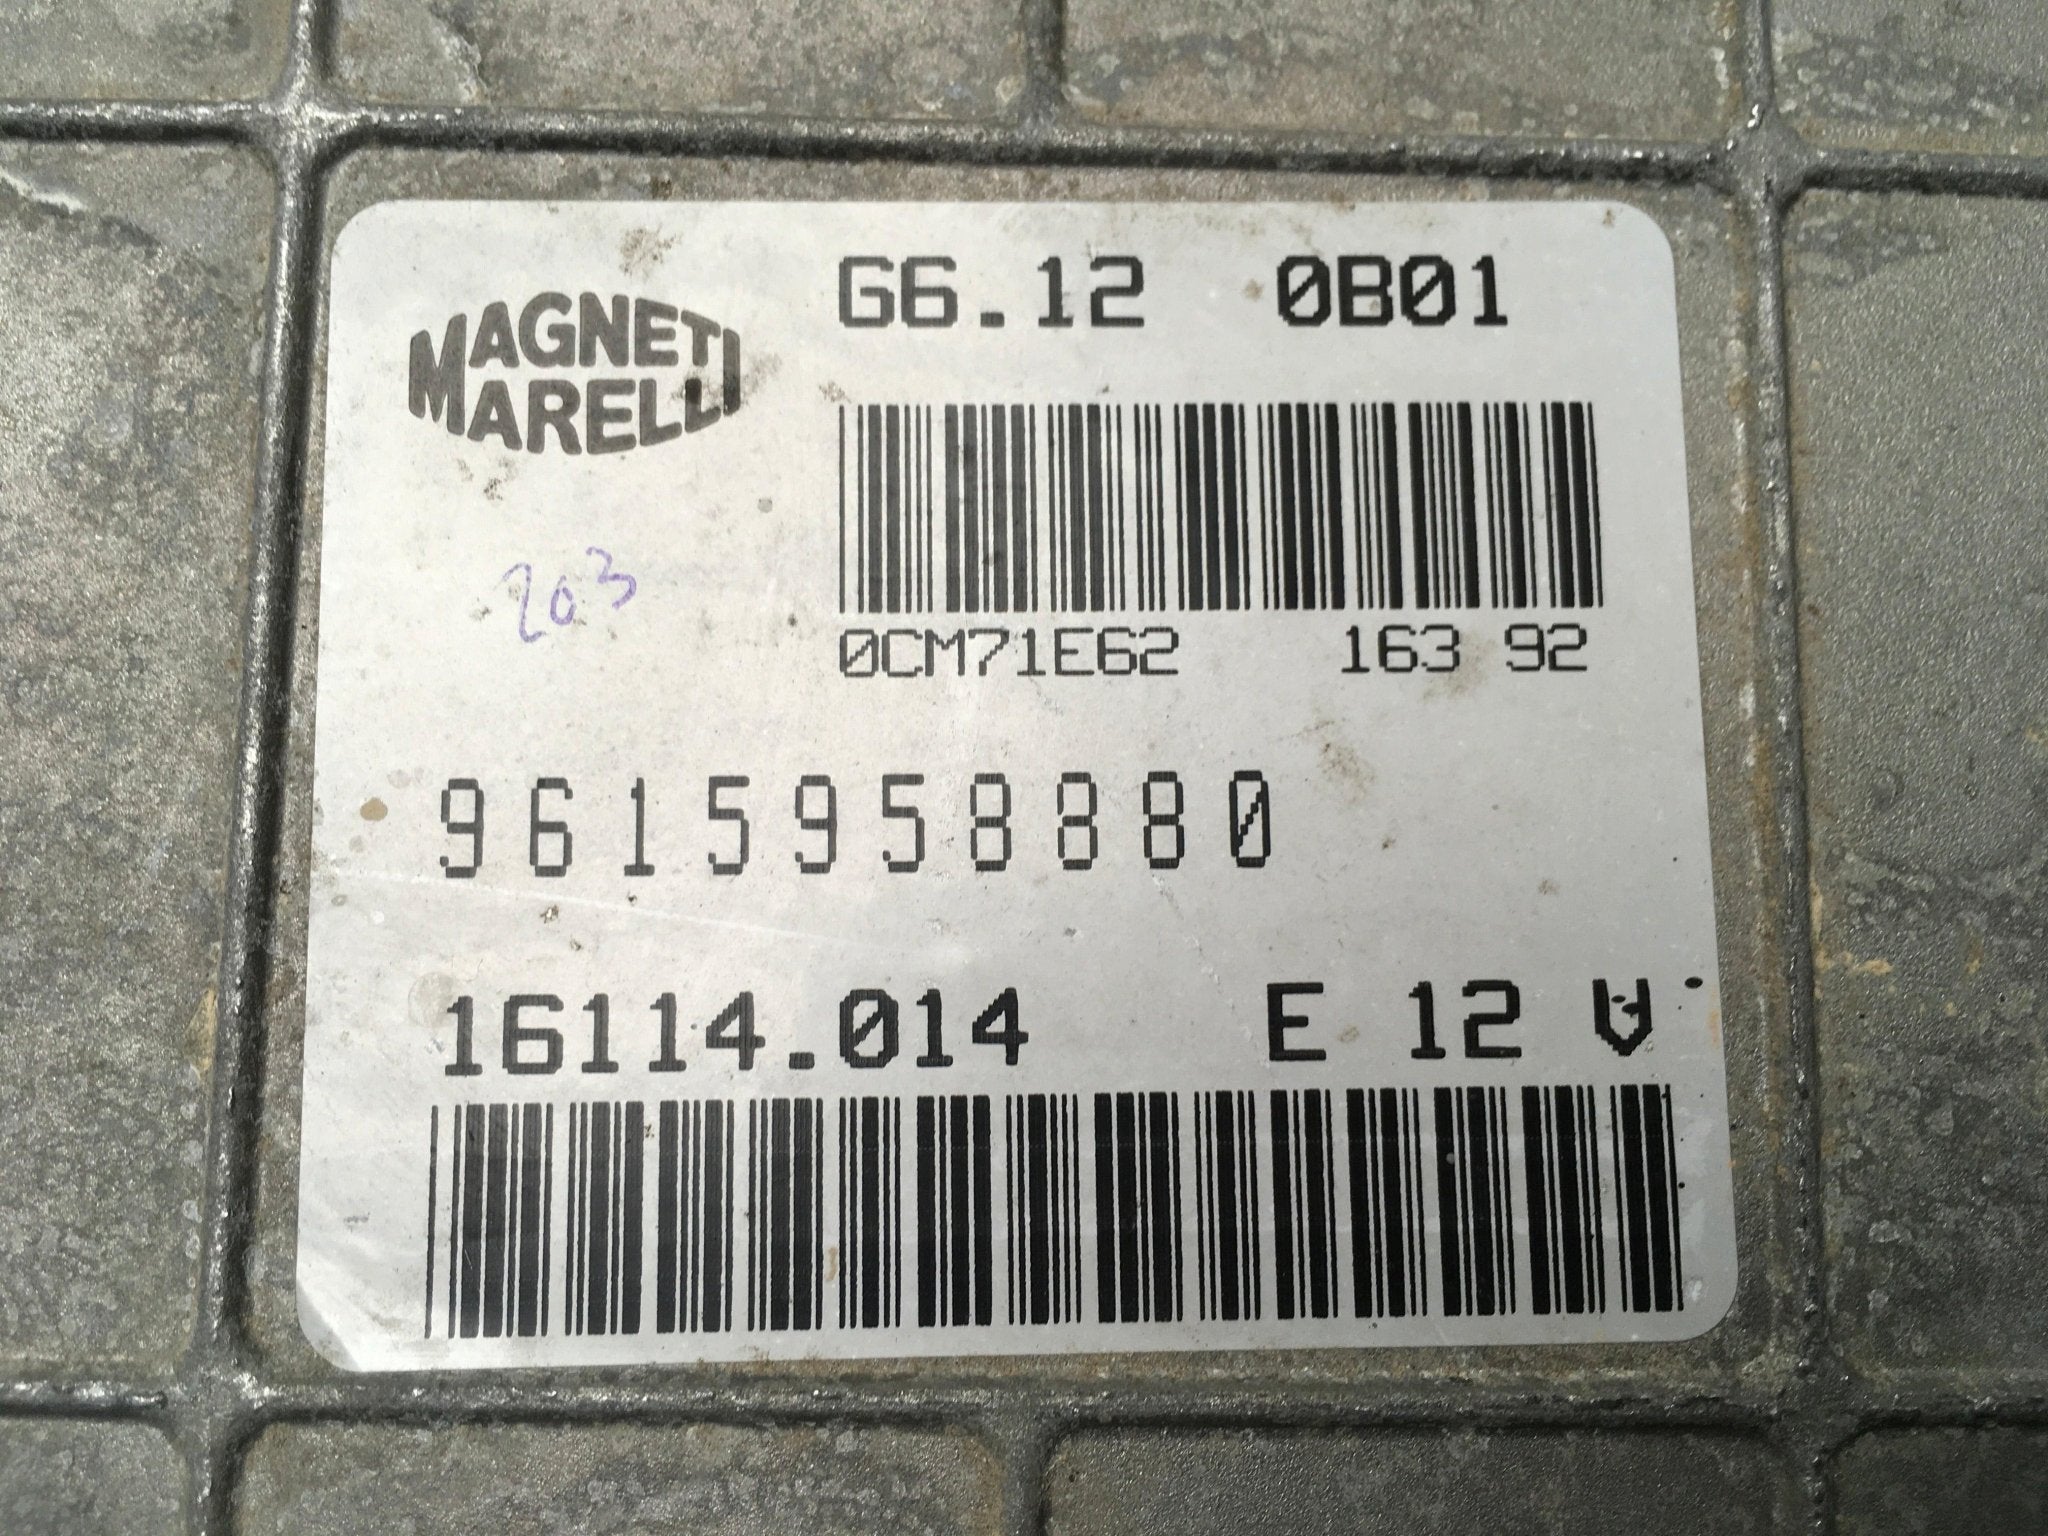 MAGNETI
MARELLI
G6.12 0B01
203
0CM71E62 163 92
9615958880
16114.014 E 12 V